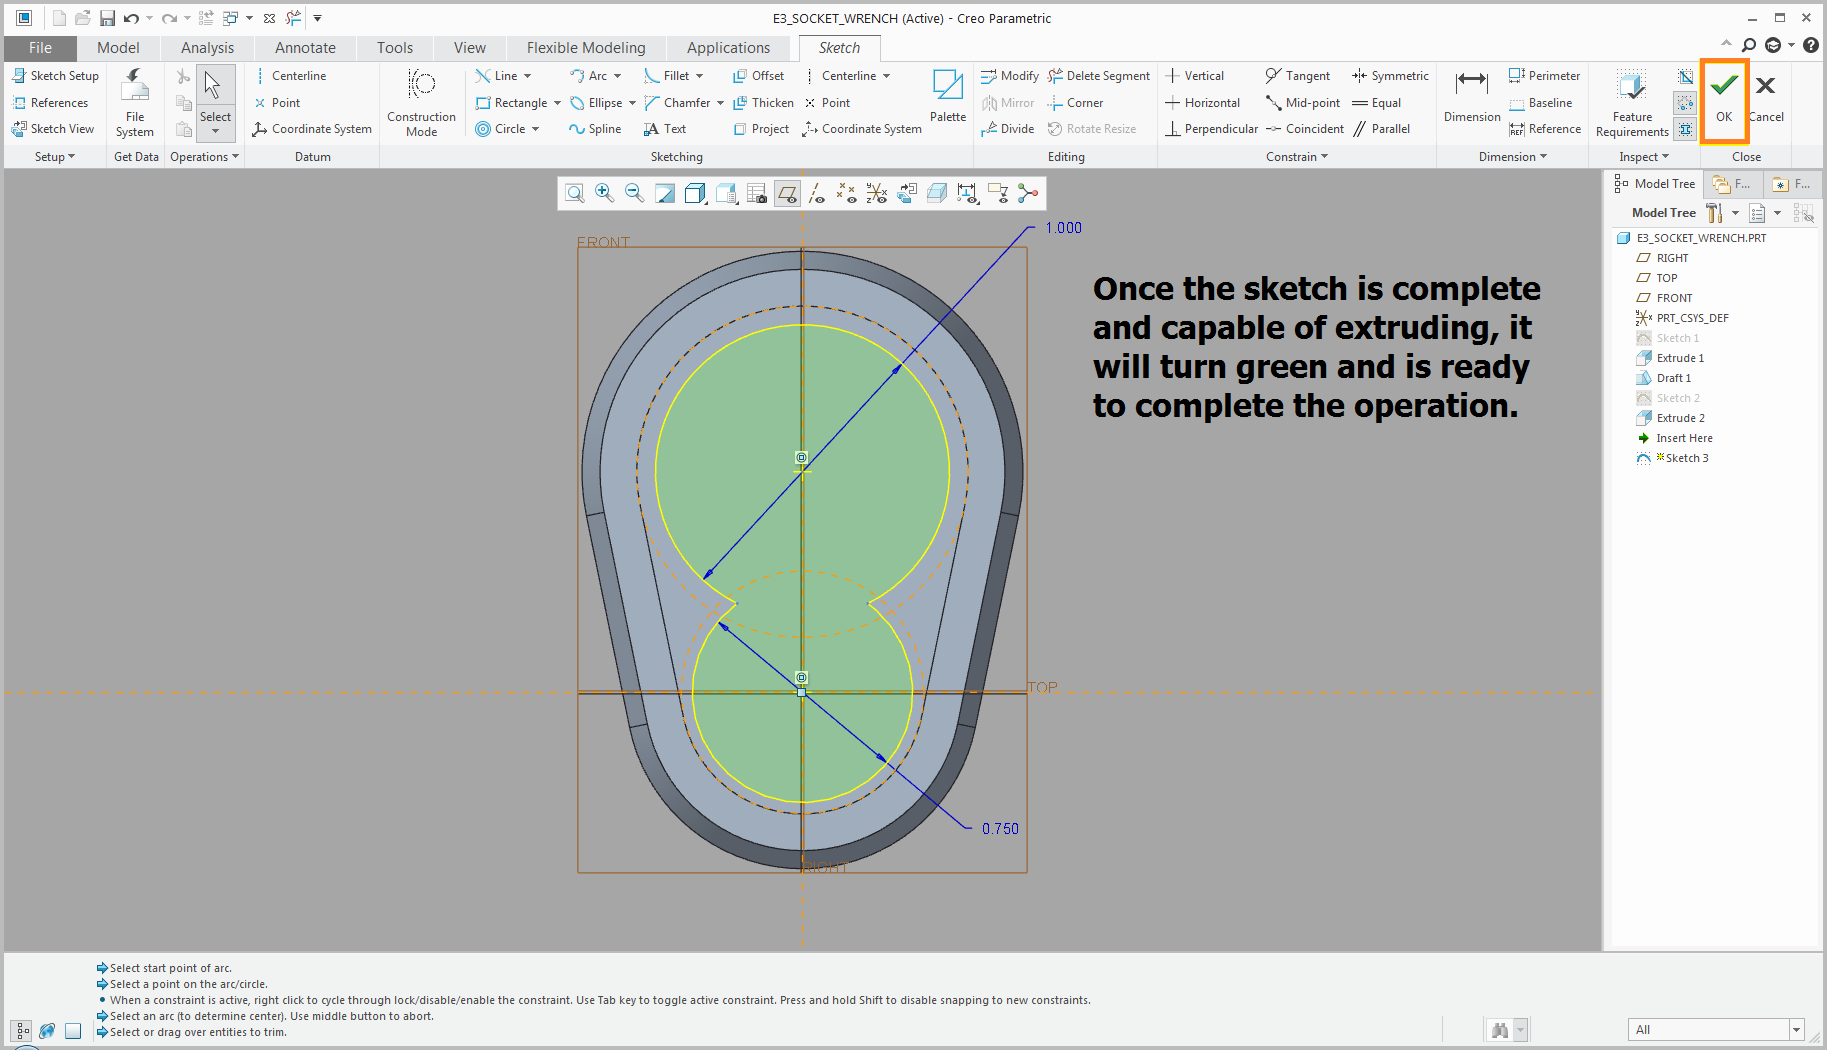 E3_SOCKET_WRENCH (Active) - Creo Parametric
File Model Analysis Annotate Tools View Flexible Modeling Applications Sketch
Sketch Setup
References
Sketch View
Setup
File System
Get Data
Select
Operations
Centerline
Point
Coordinate System
Datum
Construction Mode
Line Arc Fillet Offset Centerline
Rectangle Ellipse Chamfer Thicken Point
Circle Spline Text Project Coordinate System
Palette
Sketching
Modify Delete Segment
Mirror Corner
Divide Rotate Resize
Editing
Vertical Tangent Symmetric
Horizontal Mid-point Equal
Perpendicular Coincident Parallel
Constrain
Dimension
Perimeter
Baseline
REF Reference
Dimension
Feature Requirements
Inspect
OK
Cancel
Close
FRONT
1.000
Once the sketch is complete
and capable of extruding, it
will turn green and is ready
to complete the operation.
TOP
0.750
RIGHT
Model Tree F... F...
Model Tree
E3_SOCKET_WRENCH.PRT
RIGHT
TOP
FRONT
PRT_CSYS_DEF
Sketch 1
Extrude 1
Draft 1
Sketch 2
Extrude 2
Insert Here
Sketch 3
Select start point of arc.
Select a point on the arc/circle.
When a constraint is active, right click to cycle through lock/disable/enable the constraint. Use Tab key to toggle active constraint. Press and hold Shift to disable snapping to new constraints.
Select an arc (to determine center). Use middle button to abort.
Select or drag over entities to trim.
All